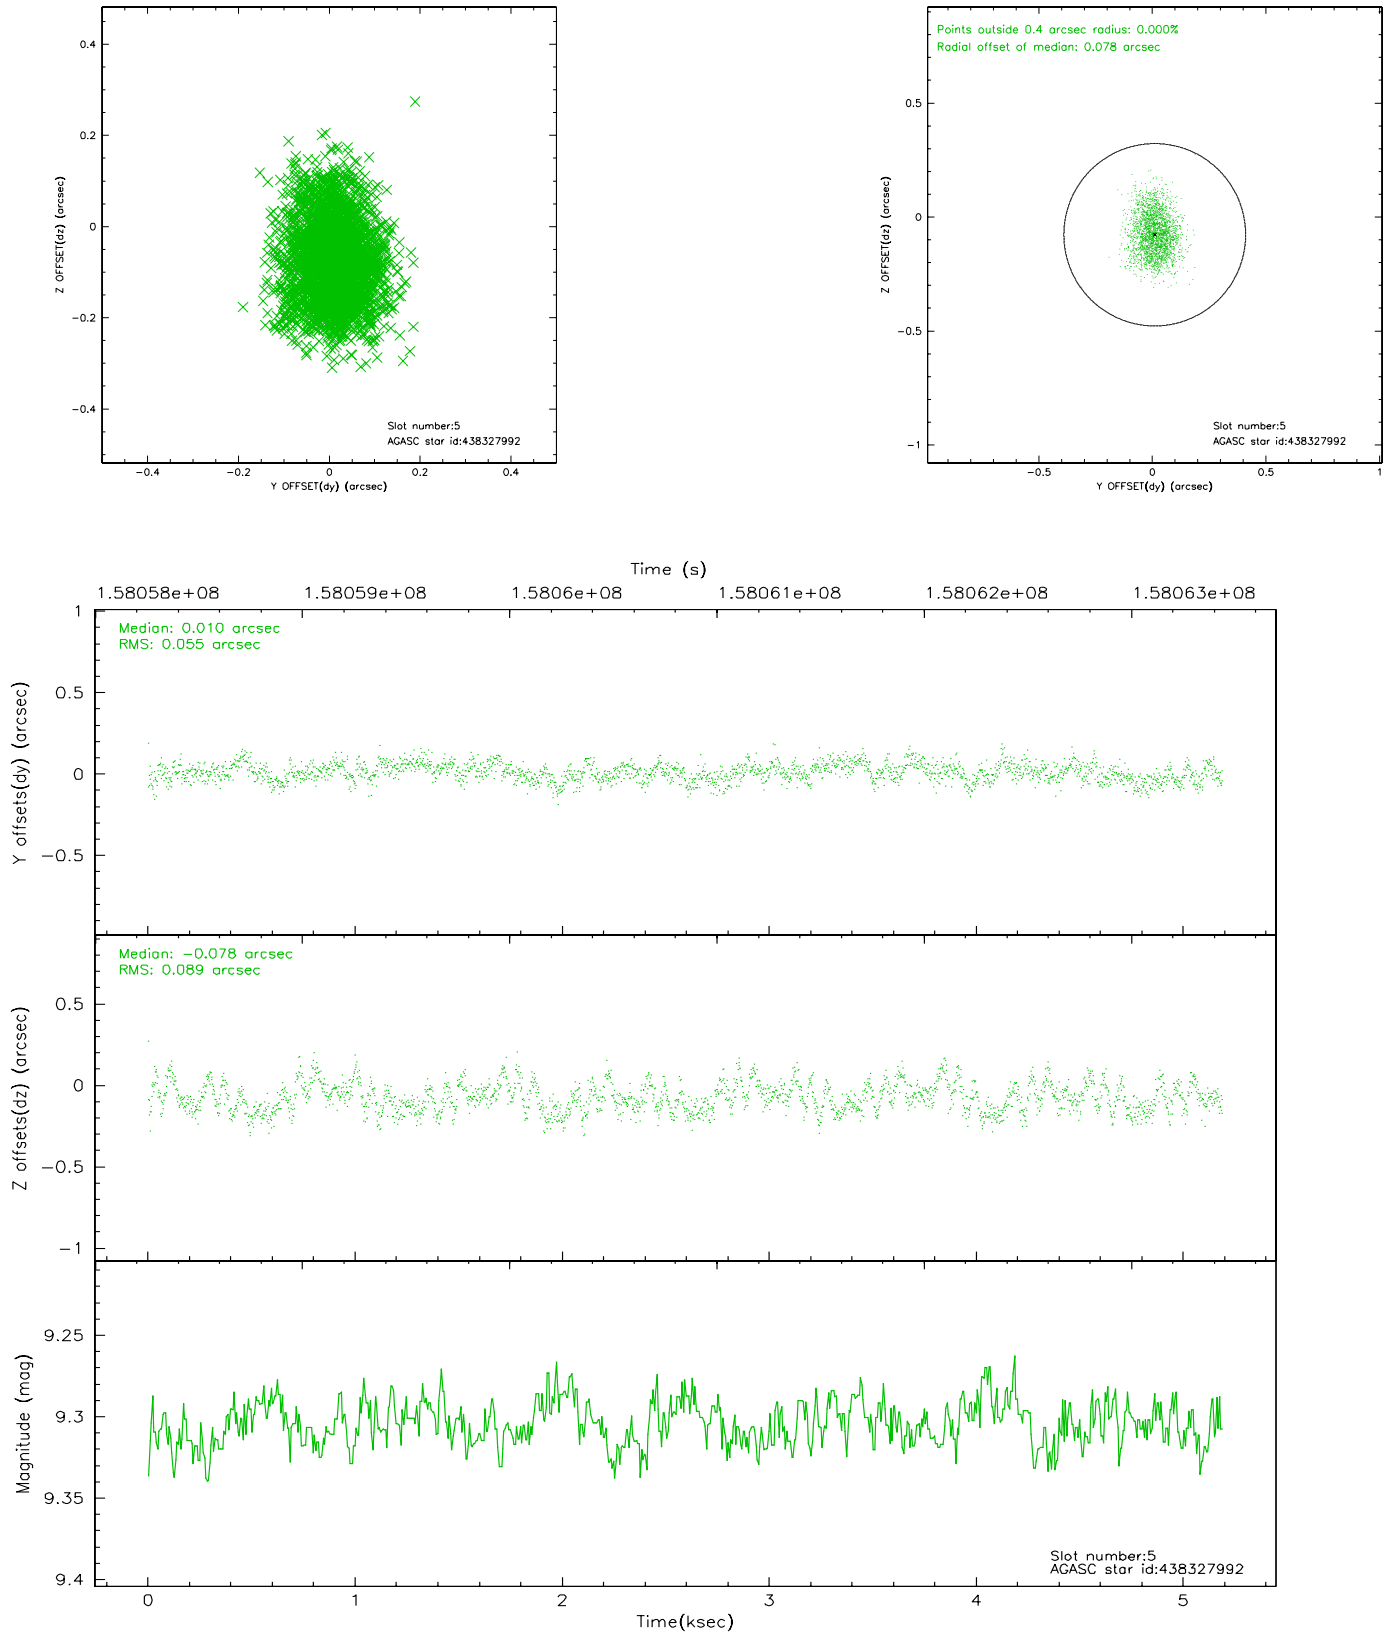 0.4
0.2
0
−0.2
−0.4
Z OFFSET(dz) (arcsec)
Slot number:5
AGASC star id:438327992
−0.4
−0.2
0
0.2
0.4
Y OFFSET(dy) (arcsec)
Points outside 0.4 arcsec radius: 0.000%
Radial offset of median: 0.078 arcsec
0.5
0
−0.5
−1
Z OFFSET(dz) (arcsec)
Slot number:5
AGASC star id:438327992
−0.5
0
0.5
1
Y OFFSET(dy) (arcsec)
Time (s)
1.58058e+08
1.58059e+08
1.5806e+08
1.58061e+08
1.58062e+08
1.58063e+08
Median: 0.010 arcsec
RMS: 0.055 arcsec
1
0.5
0
−0.5
Y offsets(dy) (arcsec)
Median: −0.078 arcsec
RMS: 0.089 arcsec
0.5
0
−0.5
−1
Z offsets(dz) (arcsec)
9.25
9.3
9.35
9.4
Magnitude (mag)
Slot number:5
AGASC star id:438327992
0
1
2
3
4
5
Time(ksec)